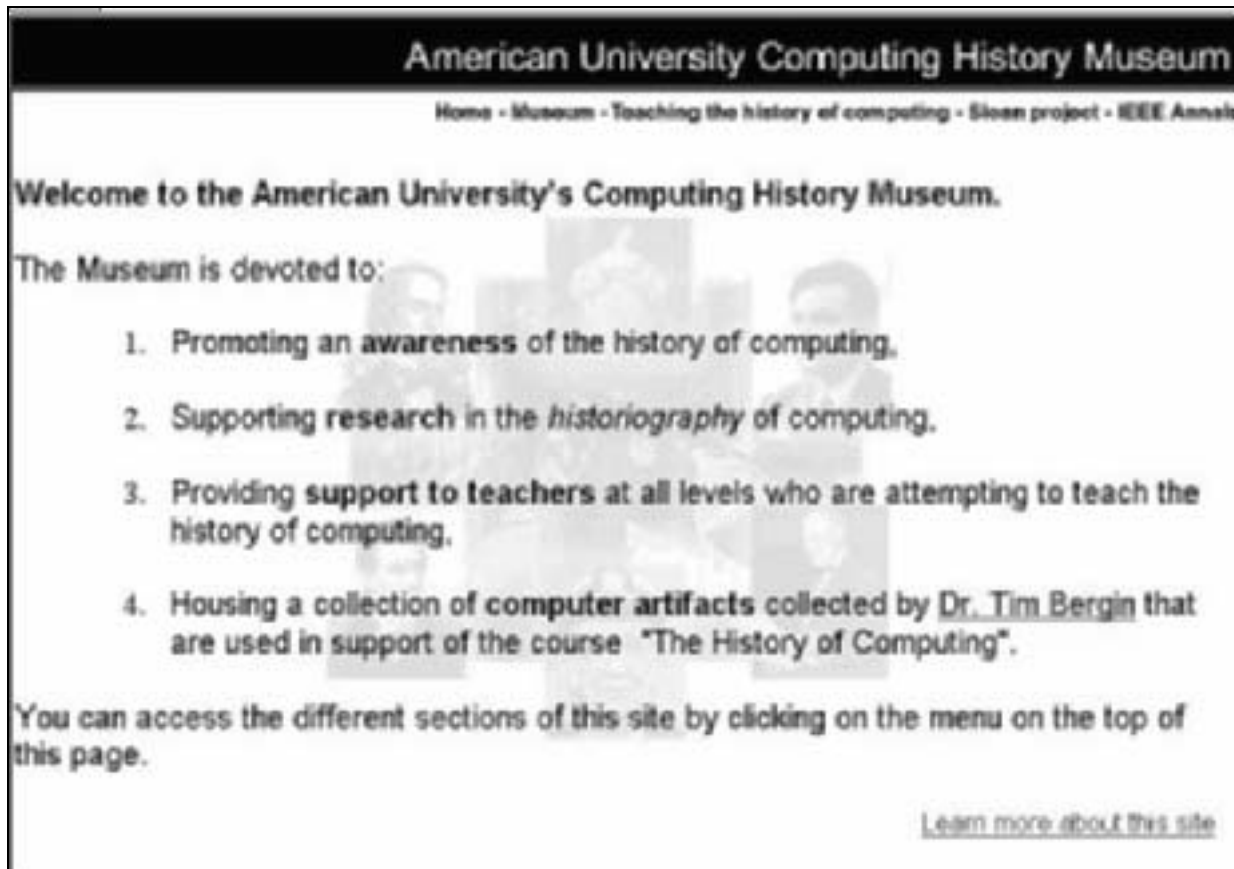 American University Computing History Museum
Home - Museum - Teaching the history of computing - Sloan project - IEEE Annals
Welcome to the American University's Computing History Museum.
The Museum is devoted to:
1. Promoting an awareness of the history of computing,
2. Supporting research in the historiography of computing,
3. Providing support to teachers at all levels who are attempting to teach the
history of computing,
4. Housing a collection of computer artifacts collected by Dr. Tim Bergin that
are used in support of the course "The History of Computing".
You can access the different sections of this site by clicking on the menu on the top of
this page.
Learn more about this site